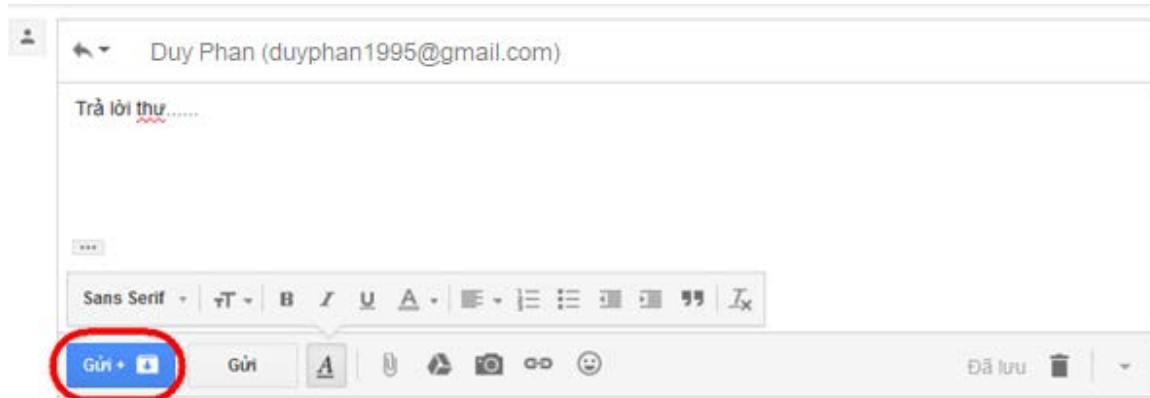 Duy Phan (duyphan1995@gmail.com)
Trả lời thư......
Sans Serif
Gửi + Gửi A Đã lưu